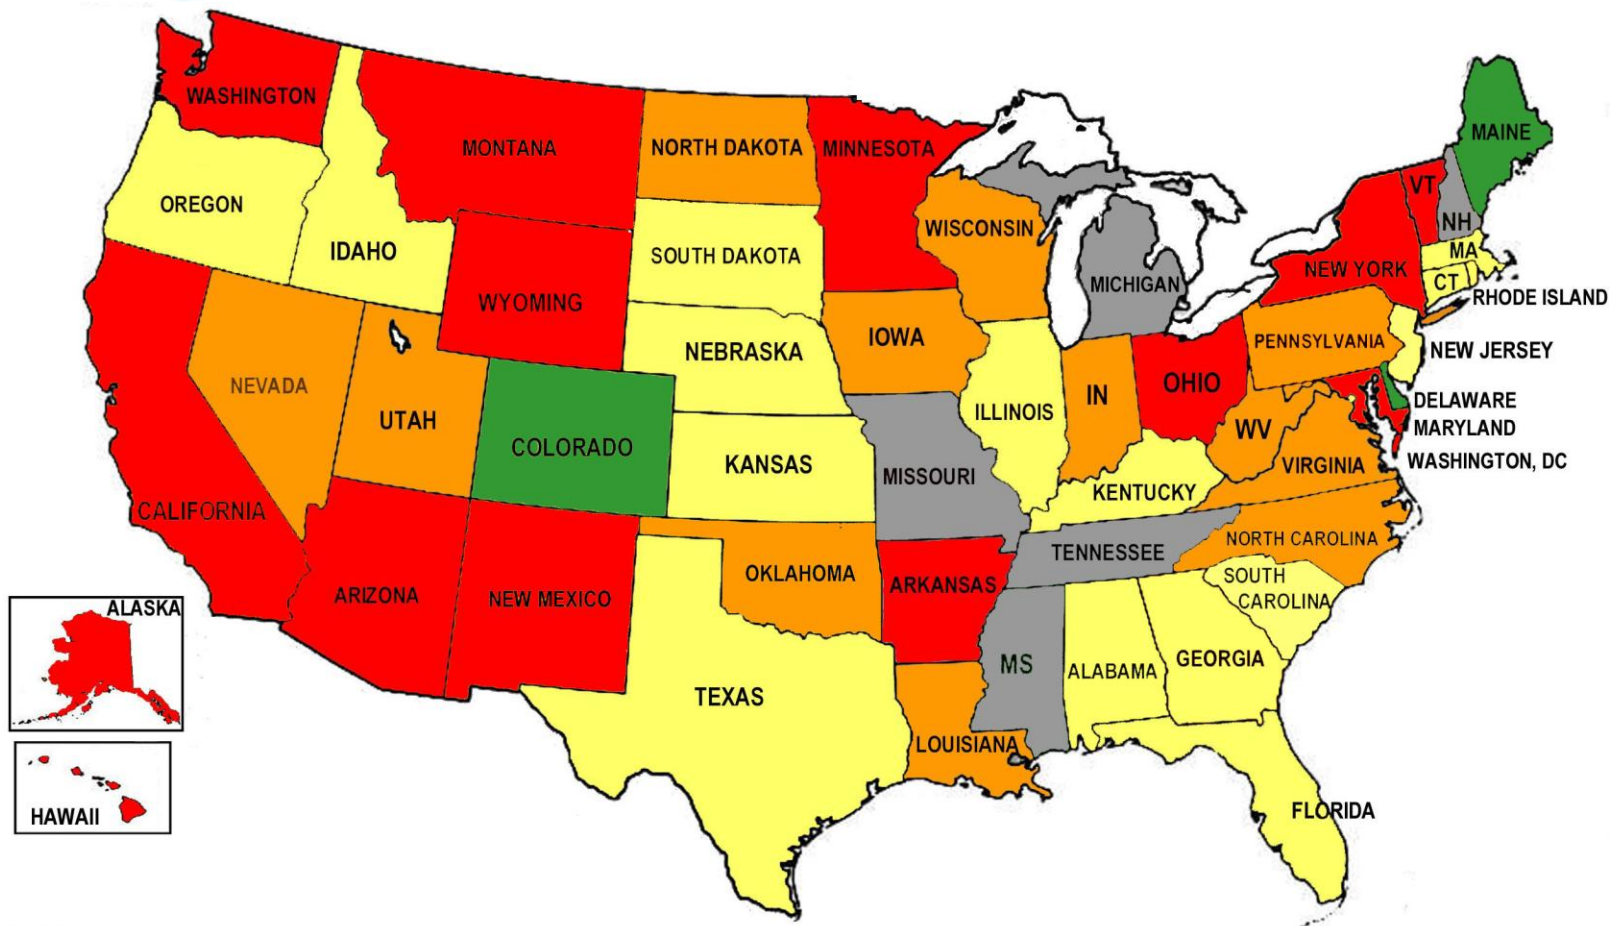 WASHINGTON
MONTANA
NORTH DAKOTA
MINNESOTA
MAINE
VT
OREGON
IDAHO
SOUTH DAKOTA
WISCONSIN
NH
MA
MICHIGAN
NEW YORK
CT
RHODE ISLAND
WYOMING
IOWA
PENNSYLVANIA
NEW JERSEY
NEBRASKA
NEVADA
UTAH
ILLINOIS
IN
OHIO
DELAWARE
MARYLAND
WASHINGTON, DC
COLORADO
KANSAS
MISSOURI
WV
VIRGINIA
KENTUCKY
CALIFORNIA
NORTH CAROLINA
TENNESSEE
ARIZONA
NEW MEXICO
OKLAHOMA
ARKANSAS
SOUTH
CAROLINA
ALASKA
TEXAS
MS
ALABAMA
GEORGIA
LOUISIANA
HAWAII
FLORIDA